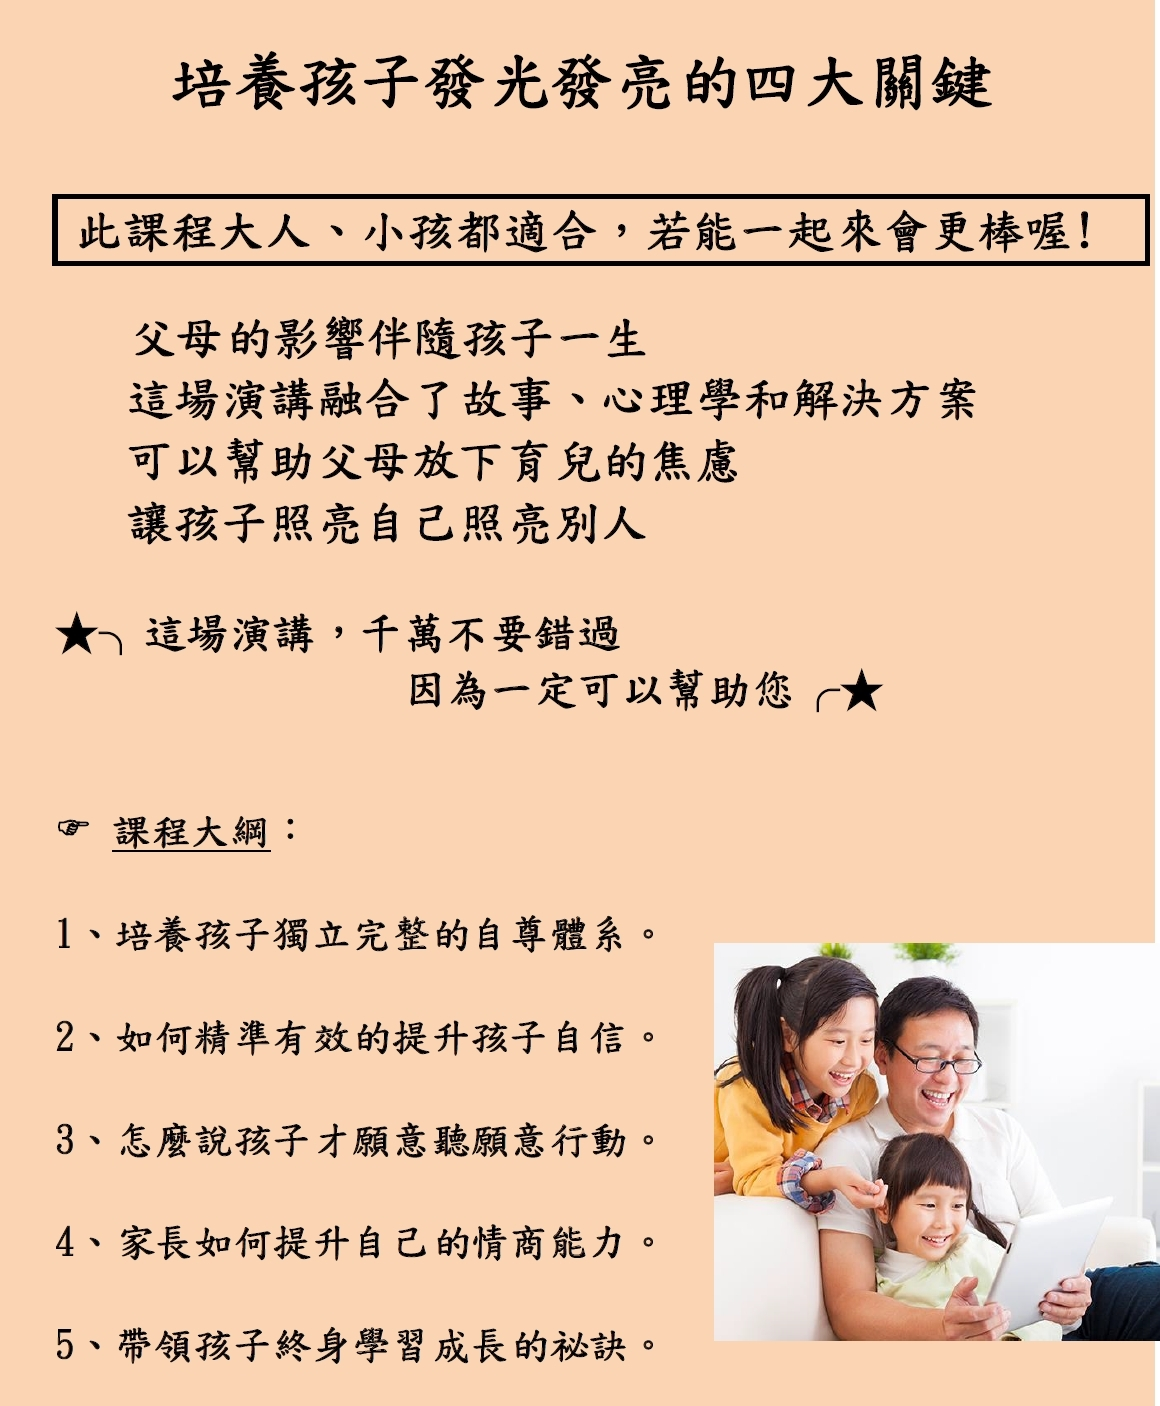 培養孩子發光發亮的四大關鍵
此課程大人、小孩都適合，若能一起來會更棒喔!
父母的影響伴隨孩子一生
這場演講融合了故事、心理學和解決方案
可以幫助父母放下育兒的焦慮
讓孩子照亮自己照亮別人
★╮這場演講，千萬不要錯過
因為一定可以幫助您╭★
☞ 課程大綱：
1、培養孩子獨立完整的自尊體系。
2、如何精準有效的提升孩子自信。
3、怎麼說孩子才願意聽願意行動。
4、家長如何提升自己的情商能力。
5、帶領孩子終身學習成長的祕訣。